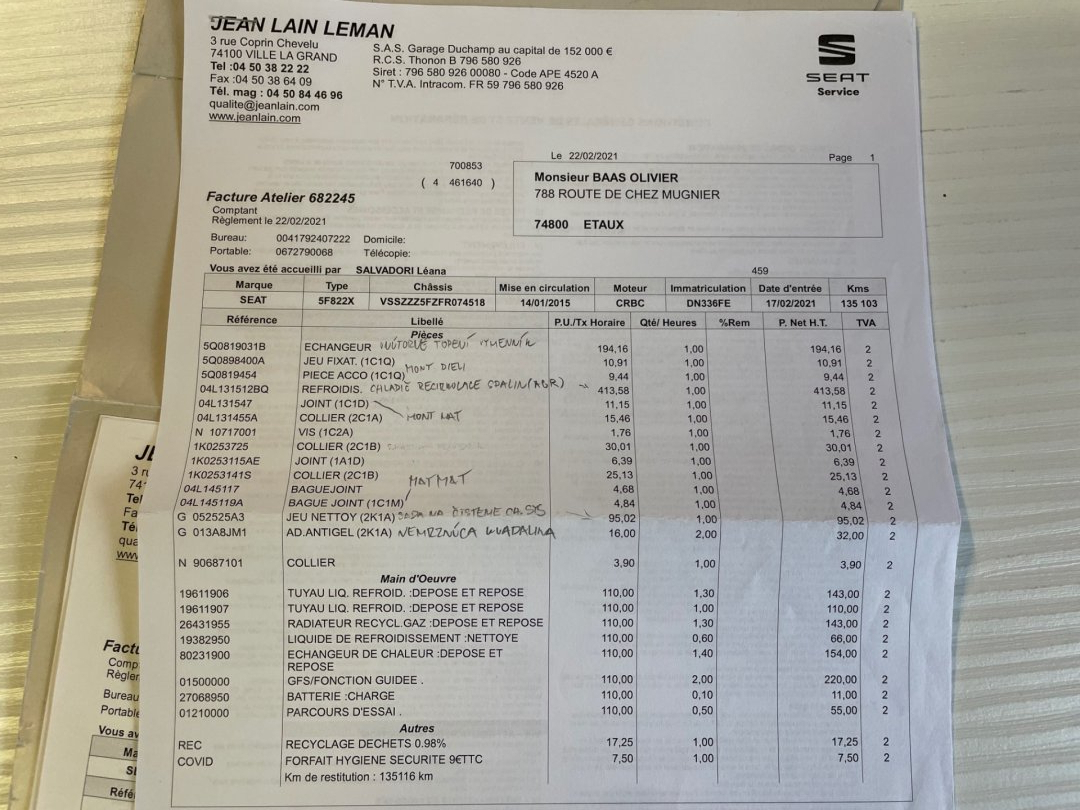 JEAN LAIN LEMAN
3 rue Coprin Chevelu
74100 VILLE LA GRAND
Tel :04 50 38 22 22
Fax :04 50 38 64 09
Tél. mag : 04 50 84 46 96
qualite@jeanlain.com
www.jeanlain.com
S.A.S. Garage Duchamp au capital de 152 000 €
R.C.S. Thonon B 796 580 926
Siret : 796 580 926 00080 - Code APE 4520 A
N° T.V.A. Intracom. FR 59 796 580 926
SEAT
Service
Le 22/02/2021 Page 1
700853
( 4 461640 )
Monsieur BAAS OLIVIER
788 ROUTE DE CHEZ MUGNIER
74800 ETAUX
Facture Atelier 682245
Comptant
Règlement le 22/02/2021
Bureau: 0041792407222 Domicile:
Portable: 0672790068 Télécopie:
Vous avez été accueilli par SALVADORI Léana 459
Marque Type Châssis Mise en circulation Moteur Immatriculation Date d'entrée Kms
SEAT 5F822X VSSZZZ5FZFR074518 14/01/2015 CRBC DN336FE 17/02/2021 135 103
Référence Libellé P.U./Tx Horaire Qté/ Heures %Rem P. Net H.T. TVA
Pièces
5Q0819031B ECHANGEUR VNÚTORNÉ TOPENÍ VÝMENNÍK 194,16 1,00 194,16 2
5Q0898400A JEU FIXAT. (1C1Q) 10,91 1,00 10,91 2
5Q0819454 PIECE ACCO (1C1Q) MONT DIELI 9,44 1,00 9,44 2
04L131512BQ REFROIDIS. CHLADIČ RECIRKULACE SPALIN (AGR) 413,58 1,00 413,58 2
04L131547 JOINT (1C1D) 11,15 1,00 11,15 2
04L131455A COLLIER (2C1A) MONT MAT 15,46 1,00 15,46 2
N 10717001 VIS (1C2A) 1,76 1,00 1,76 2
1K0253725 COLLIER (2C1B) 30,01 1,00 30,01 2
1K0253115AE JOINT (1A1D) 6,39 1,00 6,39 2
1K0253141S COLLIER (2C1B) 25,13 1,00 25,13 2
04L145117 BAGUEJOINT MAT MAT 4,68 1,00 4,68 2
04L145119A BAGUE JOINT (1C1M) 4,84 1,00 4,84 2
G 052525A3 JEU NETTOY (2K1A) SADA NA ČISTENIE CH. SYS 95,02 1,00 95,02 2
G 013A8JM1 AD.ANTIGEL (2K1A) NEMRZNÚCA KVAPALINA 16,00 2,00 32,00 2
N 90687101 COLLIER 3,90 1,00 3,90 2
Main d'Oeuvre
19611906 TUYAU LIQ. REFROID. :DEPOSE ET REPOSE 110,00 1,30 143,00 2
19611907 TUYAU LIQ. REFROID. :DEPOSE ET REPOSE 110,00 1,00 110,00 2
26431955 RADIATEUR RECYCL.GAZ :DEPOSE ET REPOSE 110,00 1,30 143,00 2
19382950 LIQUIDE DE REFROIDISSEMENT :NETTOYE 110,00 0,60 66,00 2
80231900 ECHANGEUR DE CHALEUR :DEPOSE ET 110,00 1,40 154,00 2
REPOSE
01500000 GFS/FONCTION GUIDEE . 110,00 2,00 220,00 2
27068950 BATTERIE :CHARGE 110,00 0,10 11,00 2
01210000 PARCOURS D'ESSAI . 110,00 0,50 55,00 2
Autres
REC RECYCLAGE DECHETS 0.98% 17,25 1,00 17,25 2
COVID FORFAIT HYGIENE SECURITE 9€TTC 7,50 1,00 7,50 2
Km de restitution : 135116 km